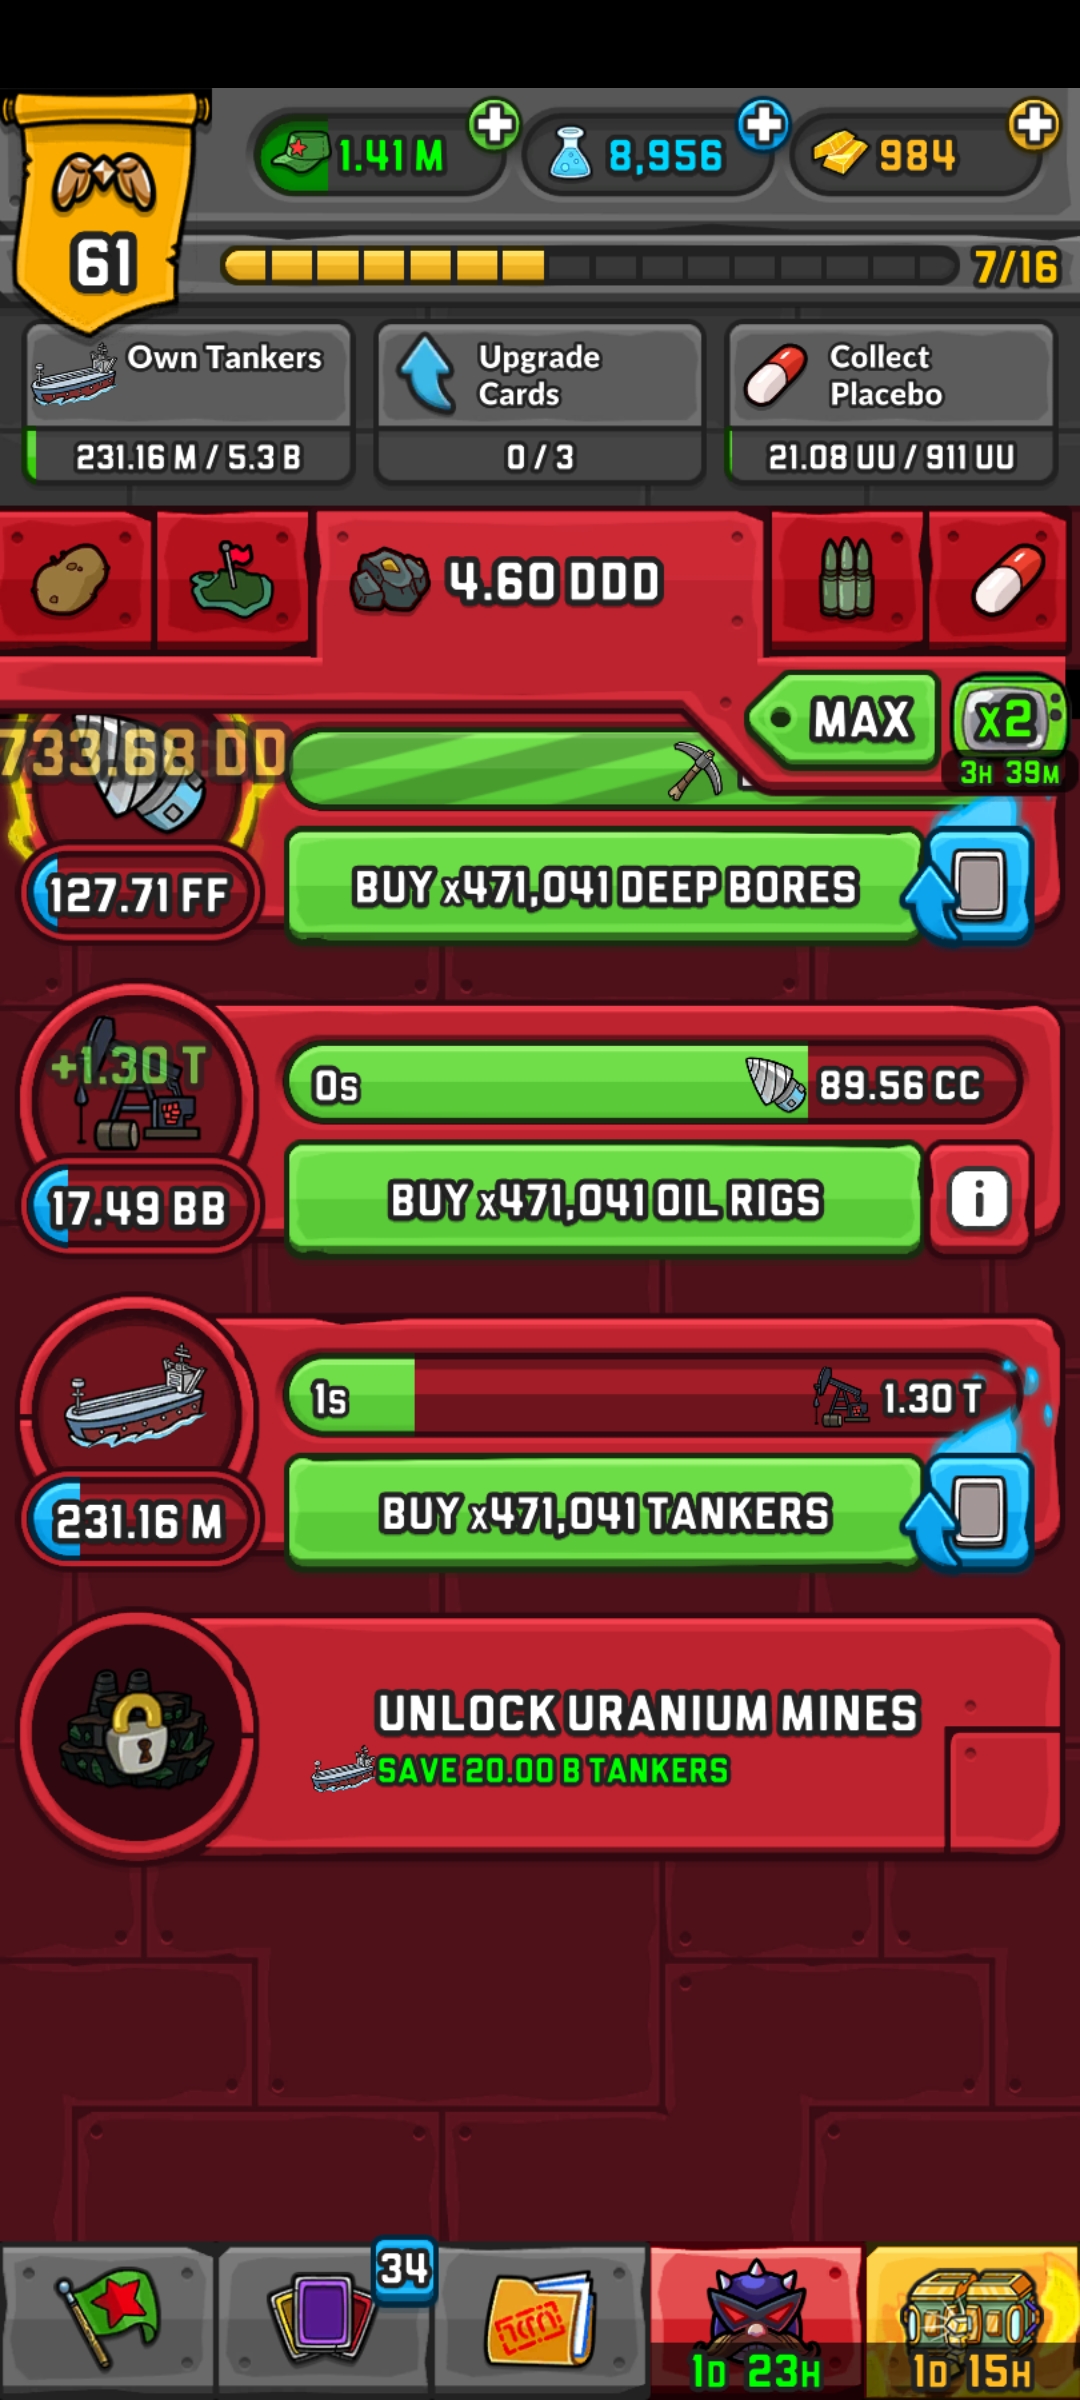 1.41 M
8,956
984
61
7/16
Own Tankers
231.16 M / 5.3 B
Upgrade
Cards
0 / 3
Collect
Placebo
21.08 UU / 911 UU
4.60 DDD
MAX
x2
3H 39M
733.68 DD
127.71 FF
BUY x471,041 DEEP BORES
+1.30 T
0s
89.56 CC
17.49 BB
BUY x471,041 OIL RIGS
i
1s
1.30 T
231.16 M
BUY x471,041 TANKERS
UNLOCK URANIUM MINES
SAVE 20.00 B TANKERS
34
1D 23H
1D 15H